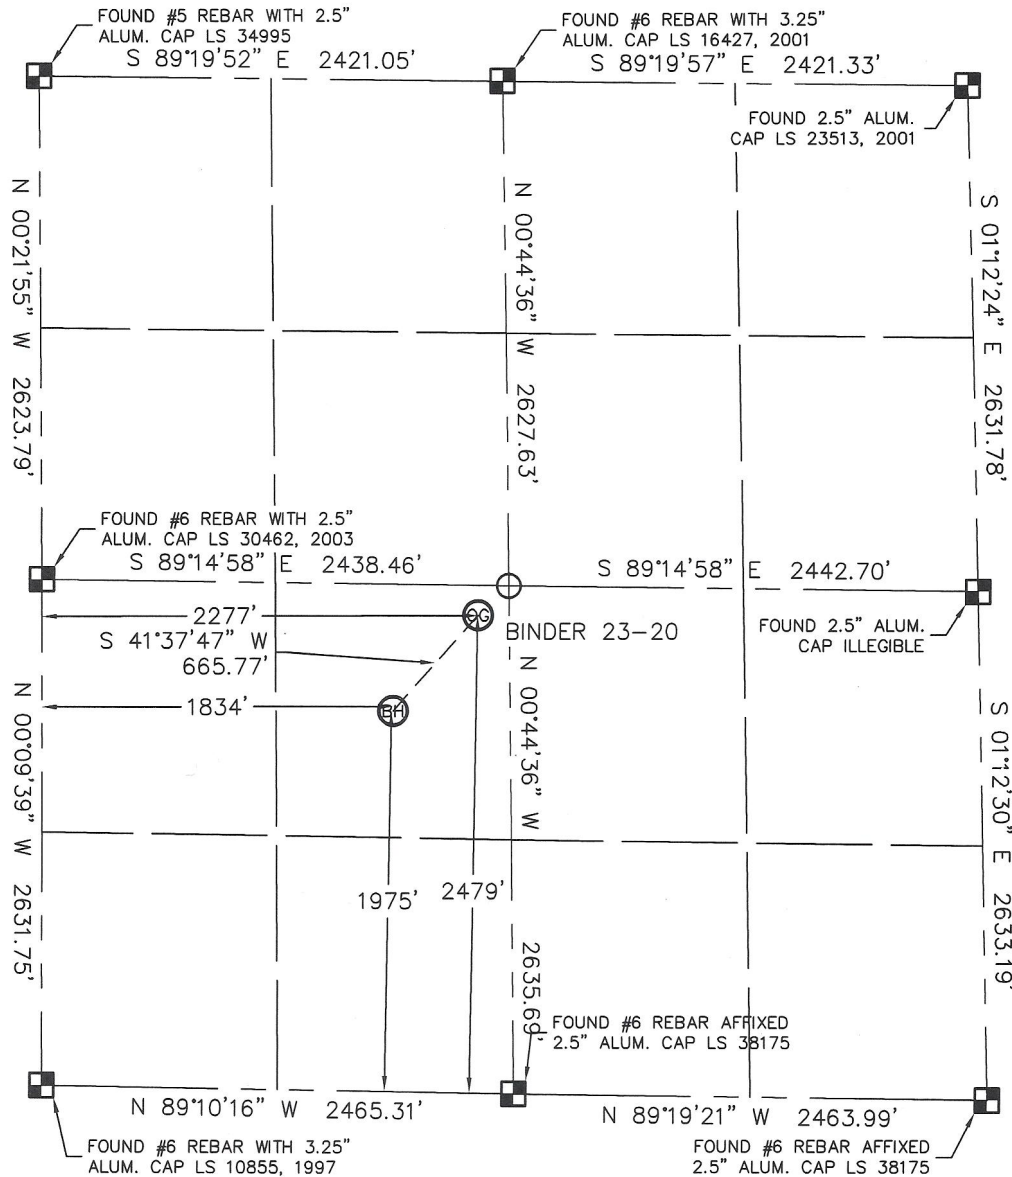 FOUND #5 REBAR WITH 2.5"
ALUM. CAP LS 34995
S 89°19'52" E 2421.05'
FOUND #6 REBAR WITH 3.25"
ALUM. CAP LS 16427, 2001
S 89°19'57" E 2421.33'
FOUND 2.5" ALUM.
CAP LS 23513, 2001
N 00°21'55" W 2623.79'
N 00°44'36" W 2627.63'
S 01°12'24" E 2631.78'
FOUND #6 REBAR WITH 2.5"
ALUM. CAP LS 30462, 2003
S 89°14'58" E 2438.46'
S 89°14'58" E 2442.70'
2277'
OG
BINDER 23-20
FOUND 2.5" ALUM.
CAP ILLEGIBLE
S 41°37'47" W
665.77'
1834'
BH
N 00°09'39" W 2631.75'
N 00°44'36" W 2635.69'
S 01°12'30" E 2633.19'
1975'
2479'
FOUND #6 REBAR AFFIXED
2.5" ALUM. CAP LS 38175
N 89°10'16" W 2465.31'
N 89°19'21" W 2463.99'
FOUND #6 REBAR WITH 3.25"
ALUM. CAP LS 10855, 1997
FOUND #6 REBAR AFFIXED
2.5" ALUM. CAP LS 38175